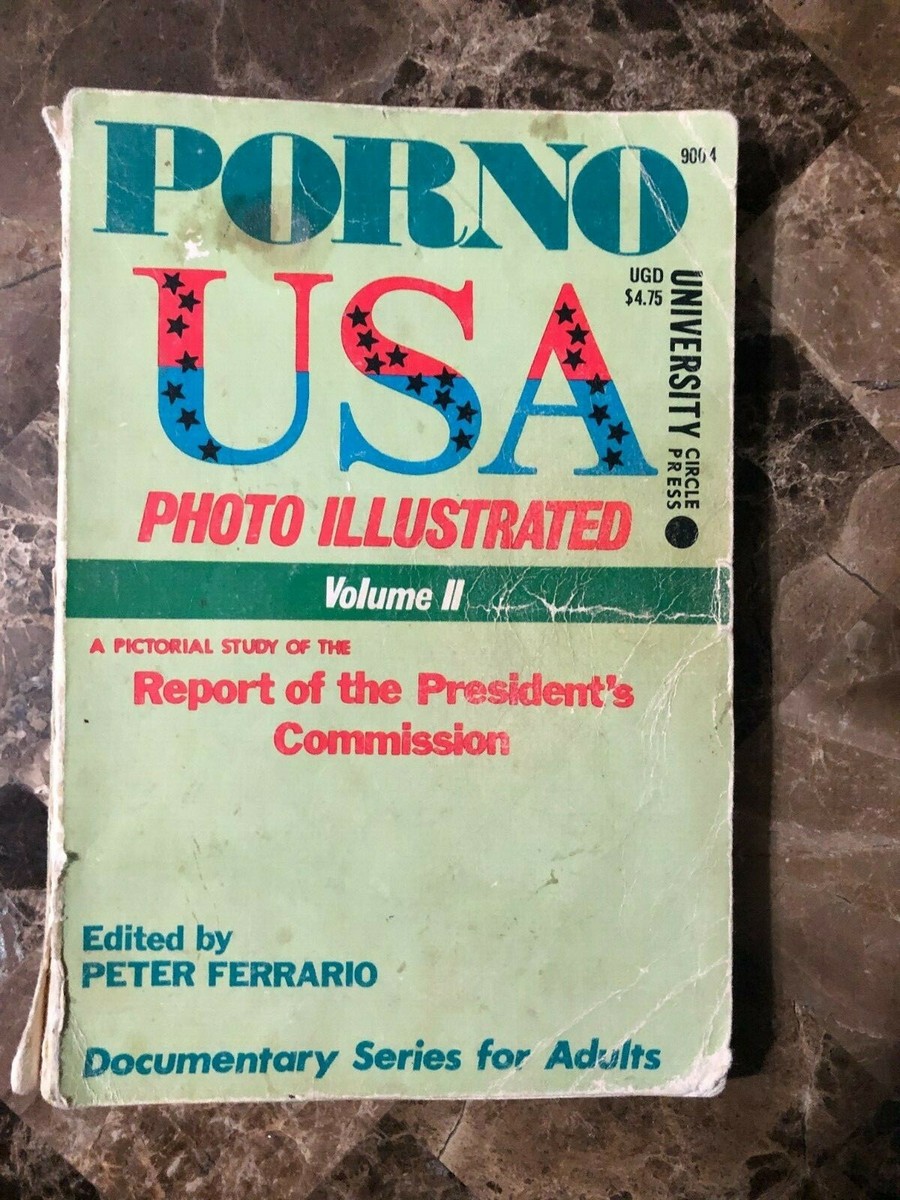 PORNO
9004
USA
UGD
$4.75
UNIVERSITY
CIRCLE
PRESS
PHOTO ILLUSTRATED
Volume II
A PICTORIAL STUDY OF THE
Report of the President's
Commission
Edited by
PETER FERRARIO
Documentary Series for Adults